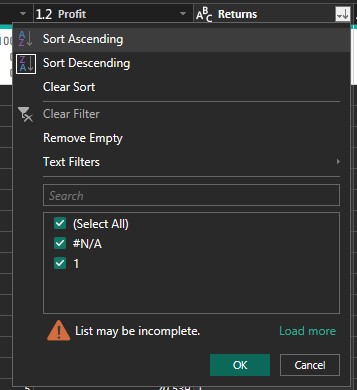 1.2 Profit
ABC Returns
Sort Ascending
Sort Descending
Clear Sort
Clear Filter
Remove Empty
Text Filters
Search
(Select All)
#N/A
1
List may be incomplete.
Load more
OK
Cancel